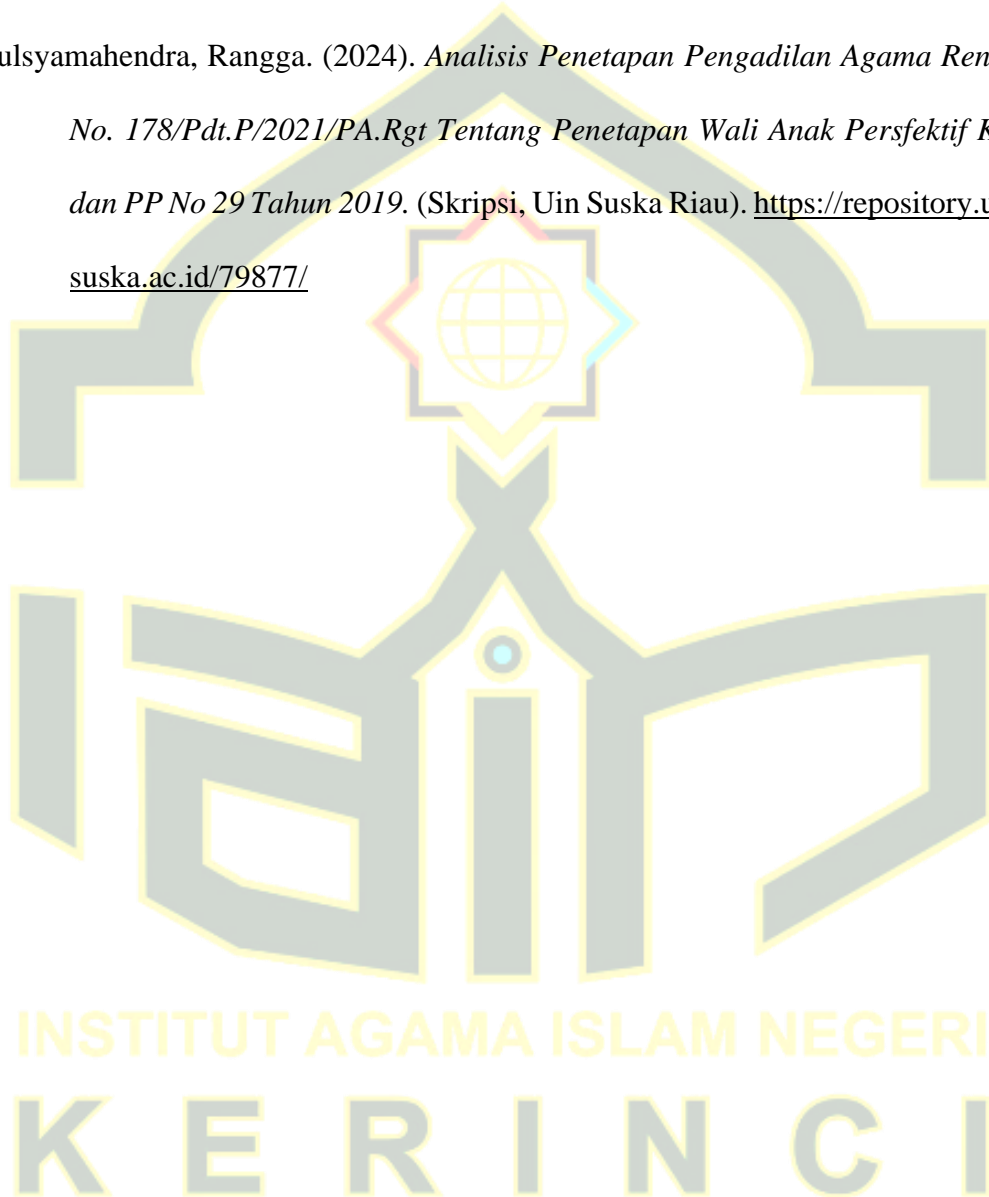 ulsyamahendra, Rangga. (2024). Analisis Penetapan Pengadilan Agama Ren
No. 178/Pdt.P/2021/PA.Rgt Tentang Penetapan Wali Anak Persfektif K
dan PP No 29 Tahun 2019. (Skripsi, Uin Suska Riau). https://repository.u
suska.ac.id/79877/
iain
INSTITUT AGAMA ISLAM NEGERI
KERINCI